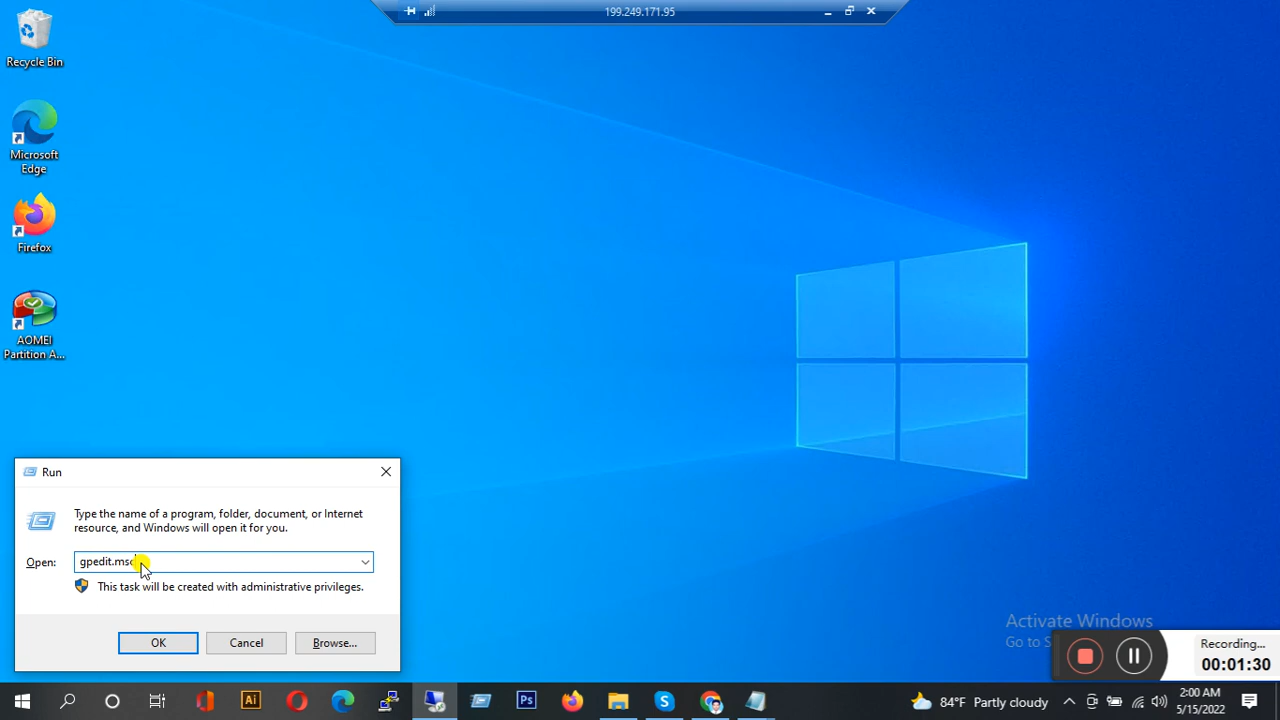 199.249.171.95
Recycle Bin
Microsoft
Edge
Firefox
AOMEI
Partition A...
Run
Type the name of a program, folder, document, or Internet
resource, and Windows will open it for you.
Open:
gpedit.msc
This task will be created with administrative privileges.
OK
Cancel
Browse...
Activate Windows
Go to S
Recording...
00:01:30
Ai
Ps
84°F Partly cloudy
2:00 AM
5/15/2022